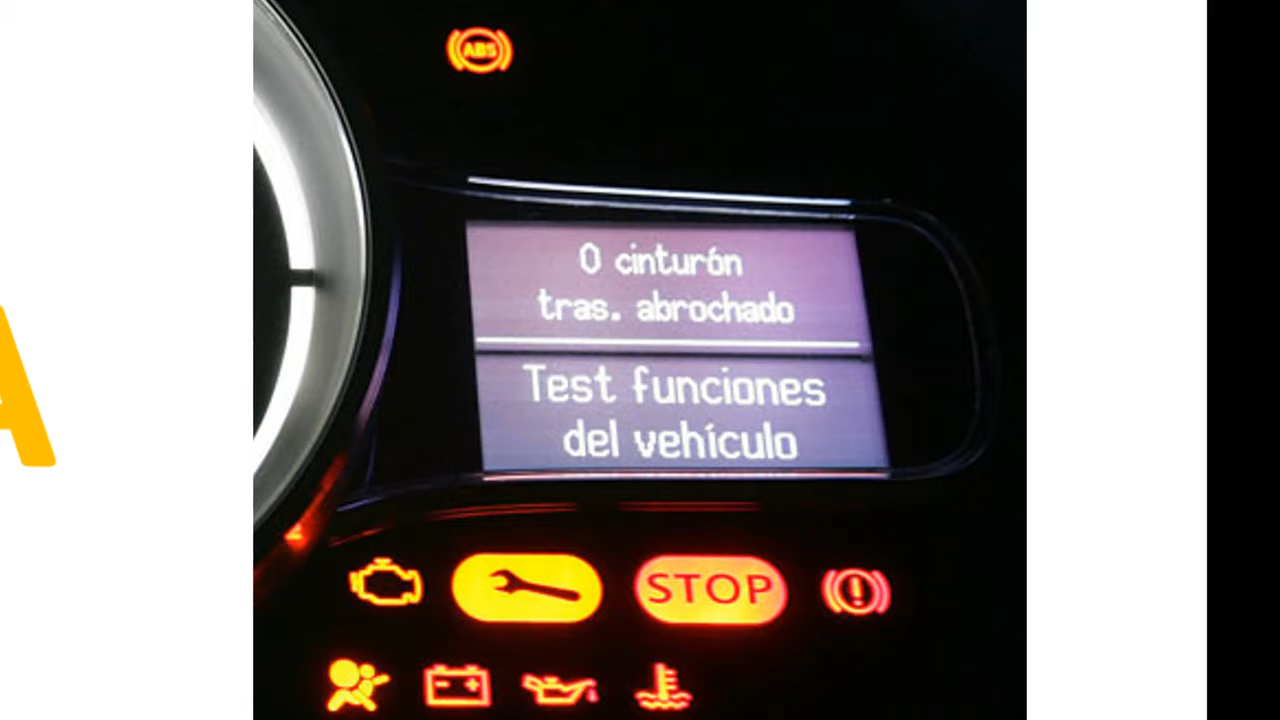 ABS
0 cinturón
tras. abrochado
Test funciones
del vehículo
STOP
A